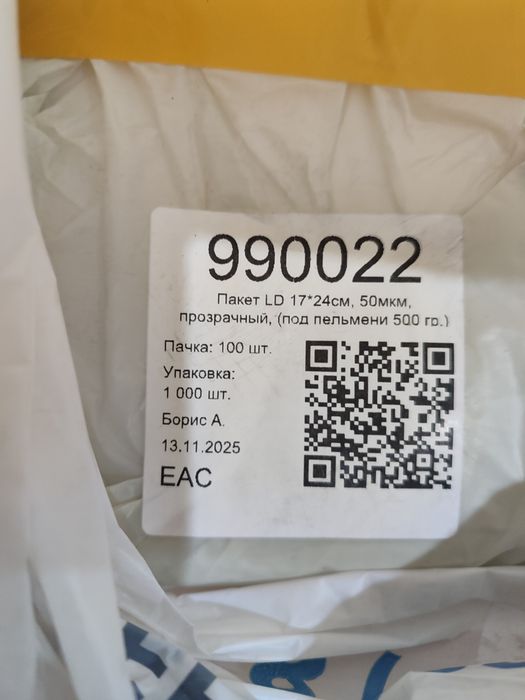 990022
Пакет LD 17*24см, 50мкм,
прозрачный, (под пельмени 500 гр.)
Пачка: 100 шт.
Упаковка:
1 000 шт.
Борис А.
13.11.2025
EAC